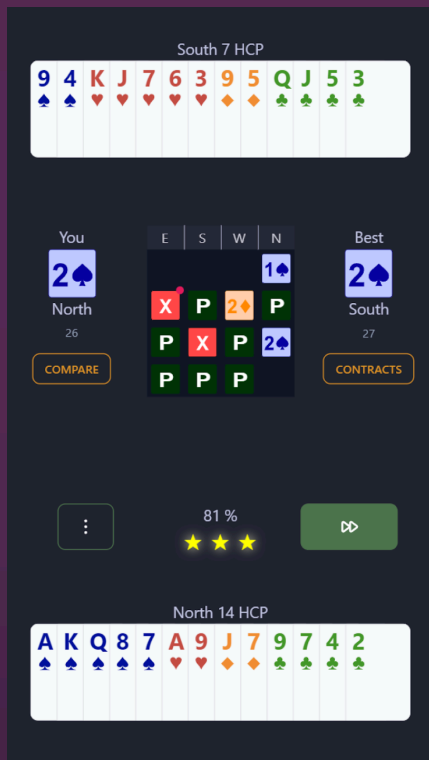 South 7 HCP
9 4 K J 7 6 3 9 5 Q J 5 3
♠ ♠ ♥ ♥ ♥ ♥ ♥ ♦ ♦ ♣ ♣ ♣ ♣
E S W N
You
Best
1♠
2♠
2♠
X P 2♦ P
North
South
26
27
P X P 2♠
COMPARE
CONTRACTS
P P P
81 %
North 14 HCP
A K Q 8 7 A 9 J 7 9 7 4 2
♠ ♠ ♠ ♠ ♠ ♥ ♥ ♦ ♦ ♣ ♣ ♣ ♣